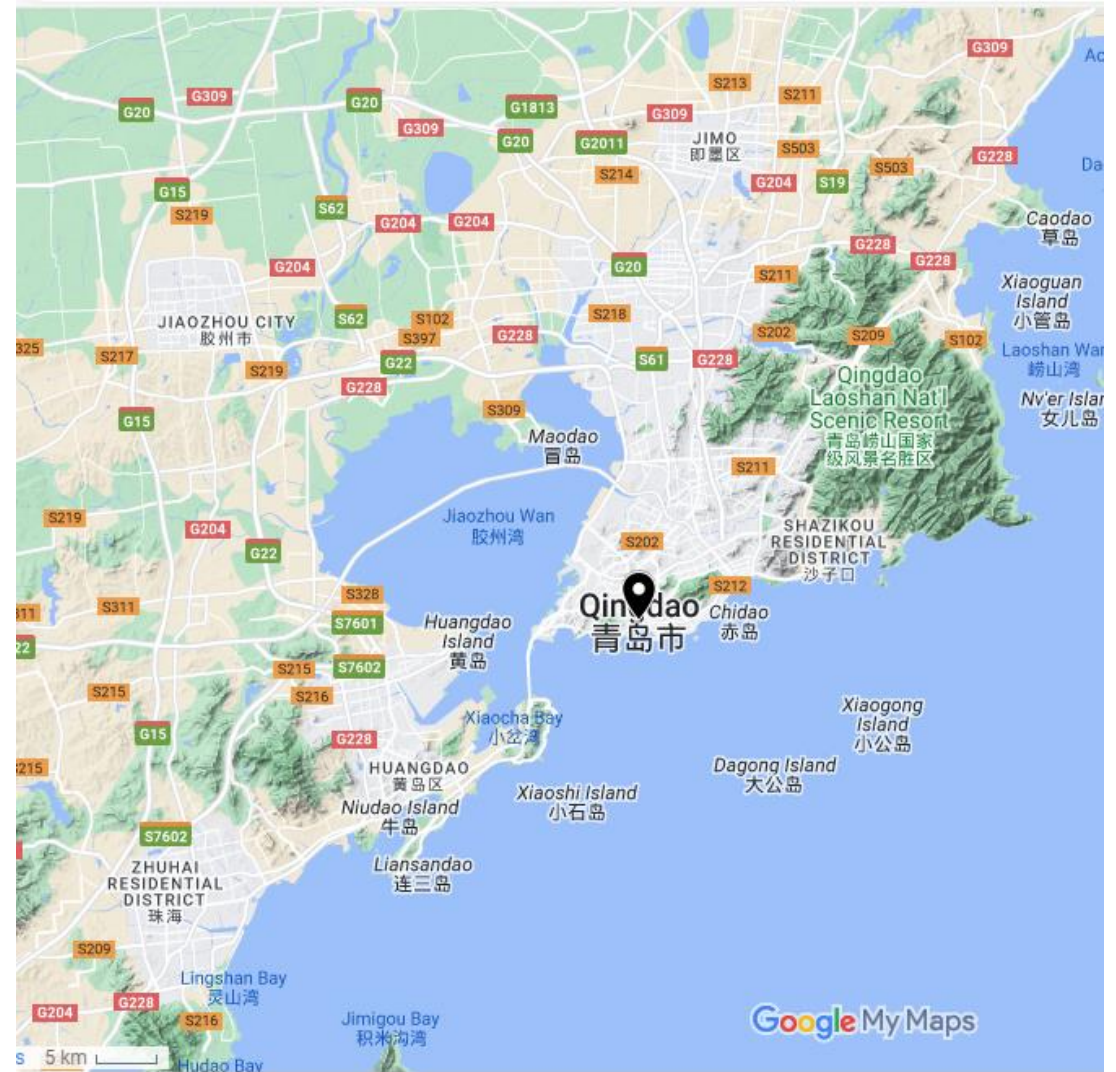 G309
Ac
S213
G20
G309
G20
G1813
S211
G309
G309
G20
G2011
JIMO
即墨区
S503
G228
S503
Da
S214
G204
S19
G15
S62
S219
G204
G204
Caodao
草岛
G228
G228
G204
G20
S211
Xiaoguan
Island
小管岛
JIAOZHOU CITY
胶州市
S62
S102
S397
G228
S218
S202
S209
S102
325
S217
S219
G22
G228
S61
G228
Laoshan Wan
崂山湾
Qingdao
Laoshan Nat'l
Scenic Resort
青岛崂山国家
级风景名胜区
Nv'er Islan
女儿岛
G15
S309
Maodao
冒岛
S211
S219
G204
Jiaozhou Wan
胶州湾
G22
S202
SHAZIKOU
RESIDENTIAL
DISTRICT
沙子口
S328
S311
S311
S7601
Huangdao
Island
黄岛
Qingdao
青岛市
S212
Chidao
赤岛
22
S215
S7602
S215
S216
G15
G228
Xiaocha Bay
小岔湾
Xiaogong
Island
小公岛
S215
HUANGDAO
黄岛区
Dagong Island
大公岛
Xiaoshi Island
小石岛
Niudao Island
牛岛
S7602
Liansandao
连三岛
ZHUHAI
RESIDENTIAL
DISTRICT
珠海
S209
Lingshan Bay
灵山湾
G204
G228
S216
Jimigou Bay
积米沟湾
Google My Maps
s 5 km
Hudao Bay